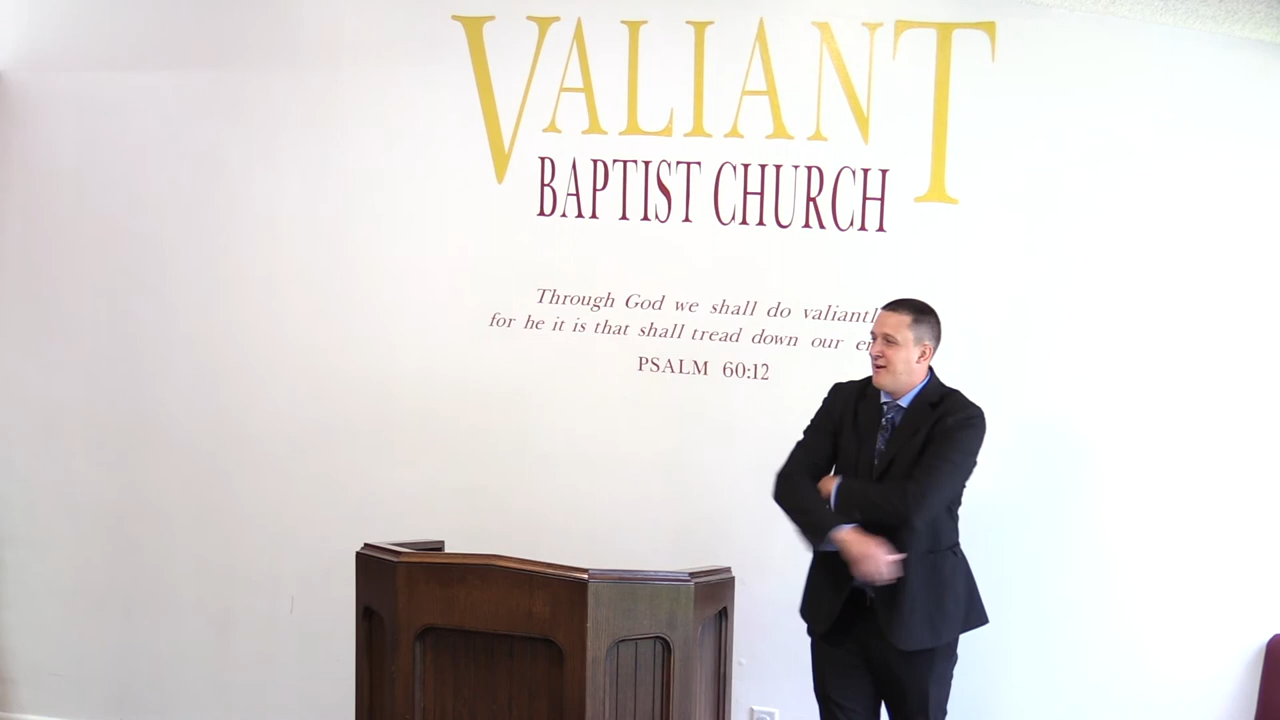 VALIANT
BAPTIST CHURCH
Through God we shall do
for he it is that shall tread down our
PSALM 60:12